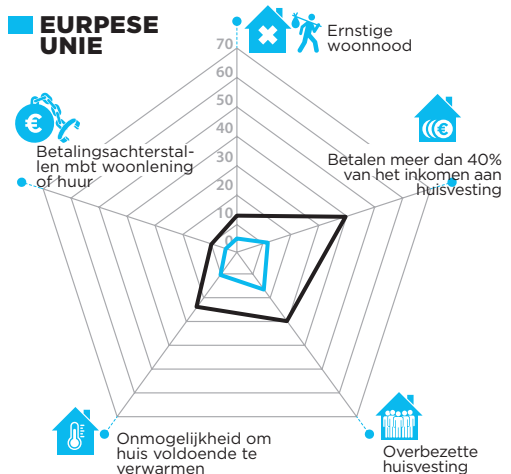 EURPESE
UNIE
Ernstige
woonnood
70
60
50
40
30
20
10
0
€
Betalingsachterstal-
len mbt woonlening
of huur
€
Betalen meer dan 40%
van het inkomen aan
huisvesting
Onmogelijkheid om
huis voldoende te
verwarmen
Overbezette
huisvesting